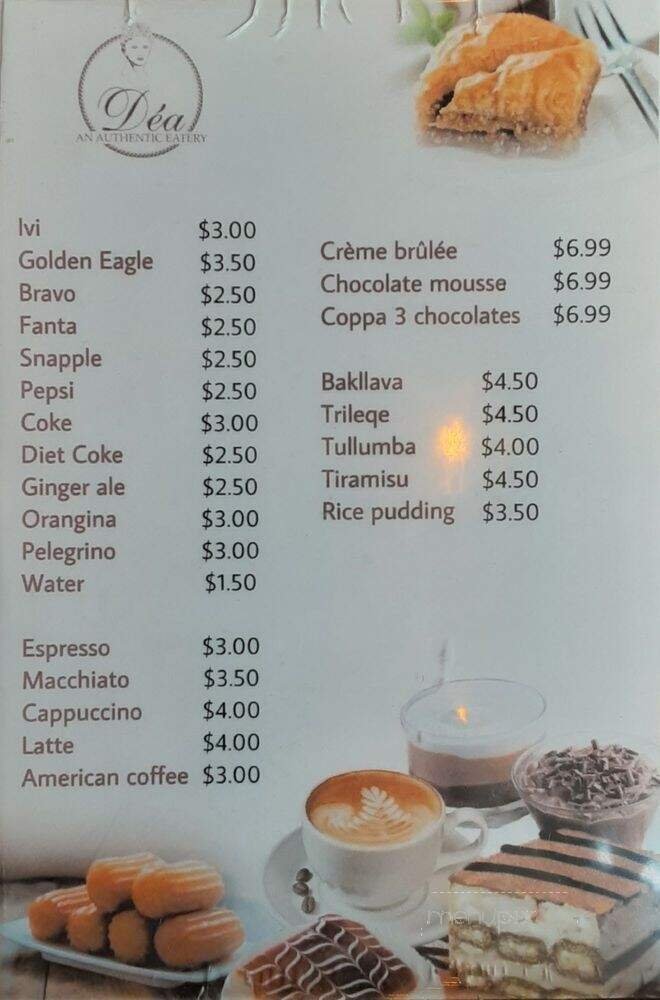 Déa
AN AUTHENTIC EATERY
Ivi $3.00
Golden Eagle $3.50
Bravo $2.50
Fanta $2.50
Snapple $2.50
Pepsi $2.50
Coke $3.00
Diet Coke $2.50
Ginger ale $2.50
Orangina $3.00
Pelegrino $3.00
Water $1.50
Espresso $3.00
Macchiato $3.50
Cappuccino $4.00
Latte $4.00
American coffee $3.00
Crème brûlée $6.99
Chocolate mousse $6.99
Coppa 3 chocolates $6.99
Bakllava $4.50
Trileqe $4.50
Tullumba $4.00
Tiramisu $4.50
Rice pudding $3.50